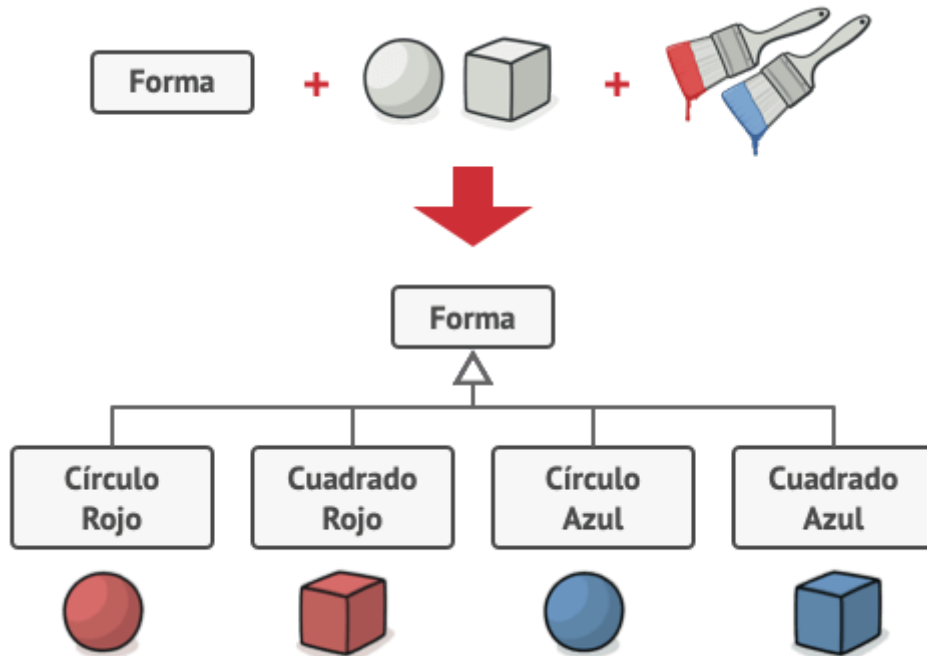 Forma
+
+
Forma
Círculo
Rojo
Cuadrado
Rojo
Círculo
Azul
Cuadrado
Azul